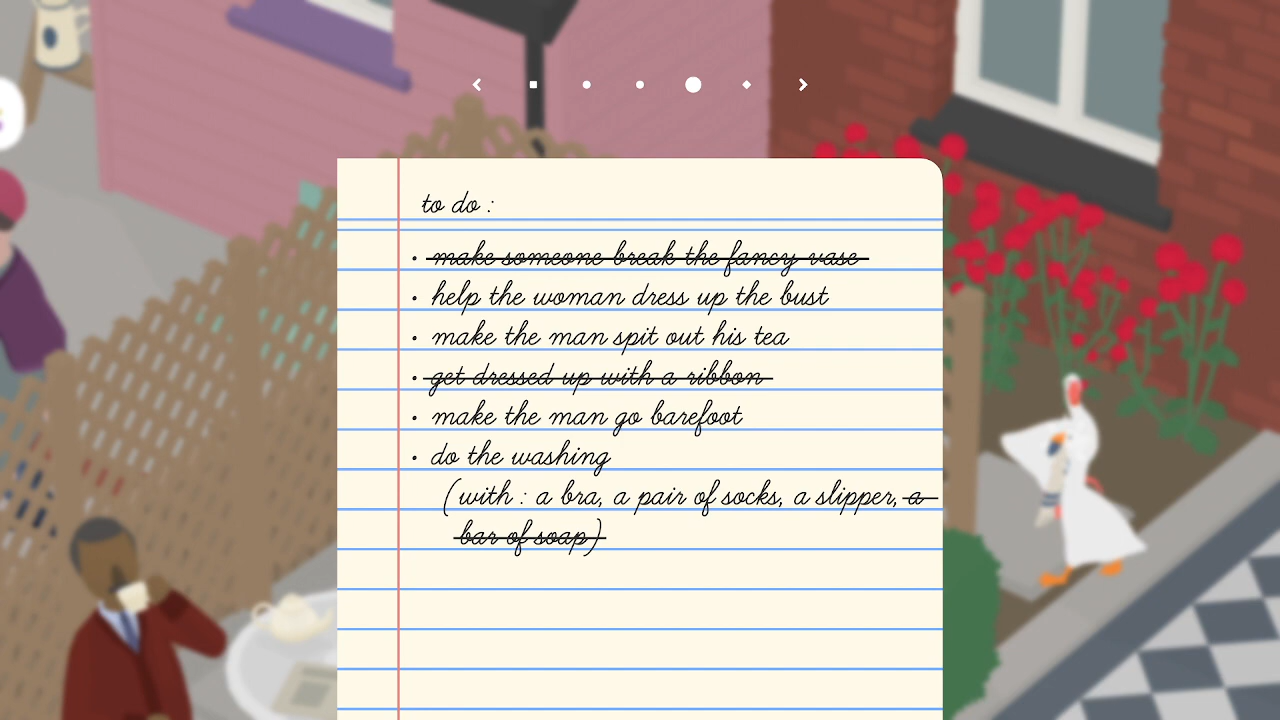 to do :
• make someone break the fancy vase
• help the woman dress up the bust
• make the man spit out his tea
• get dressed up with a ribbon
• make the man go barefoot
• do the washing
(with : a bra, a pair of socks, a slipper, a
bar of soap)